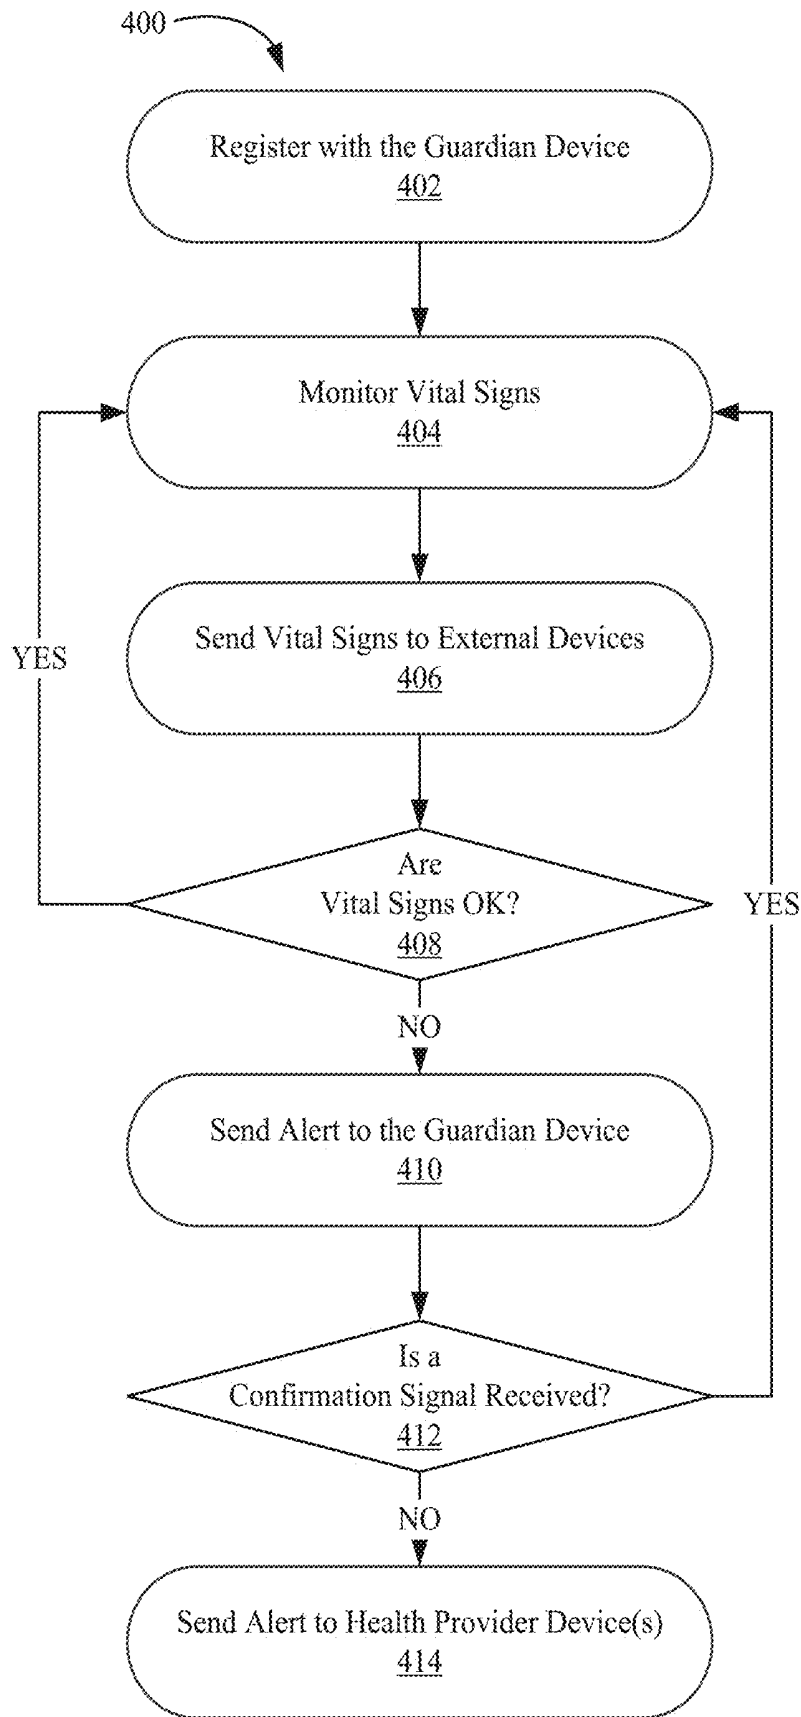 400
Register with the Guardian Device
402
Monitor Vital Signs
404
Send Vital Signs to External Devices
406
YES
Are
Vital Signs OK?
408
YES
NO
Send Alert to the Guardian Device
410
Is a
Confirmation Signal Received?
412
NO
Send Alert to Health Provider Device(s)
414